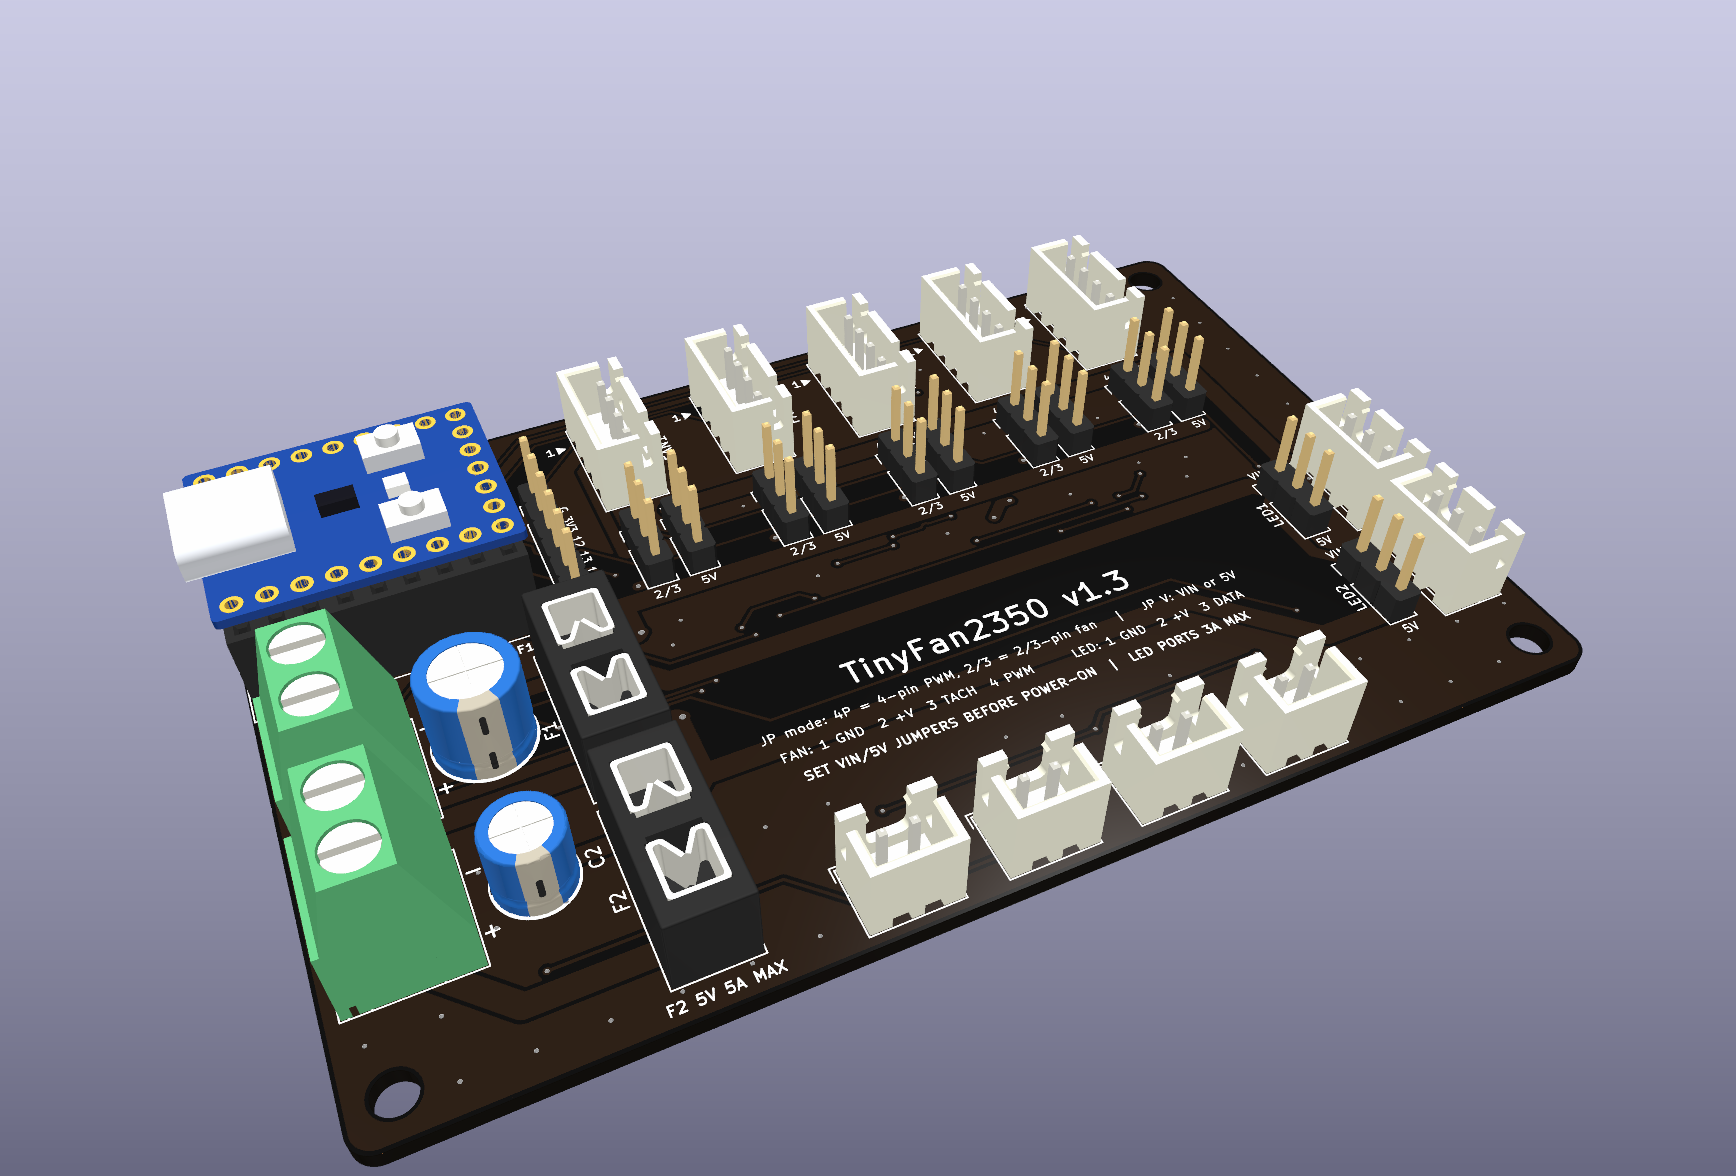 1
1
1
2/3
5V
2/3
5V
2/3
5V
2/3
5V
2/3
5V
LED1
5V
LED2
5V
F1
F1
+
C2
F2
+
TinyFan2350 v1.3
JP mode: 4P = 4-pin PWM, 2/3 = 2/3-pin fan | JP V: VIN or 5V
FAN: 1 GND 2 +V 3 TACH 4 PWM LED: 1 GND 2 +V 3 DATA
SET VIN/5V JUMPERS BEFORE POWER-ON | LED PORTS 3A MAX
F2 5V 5A MAX